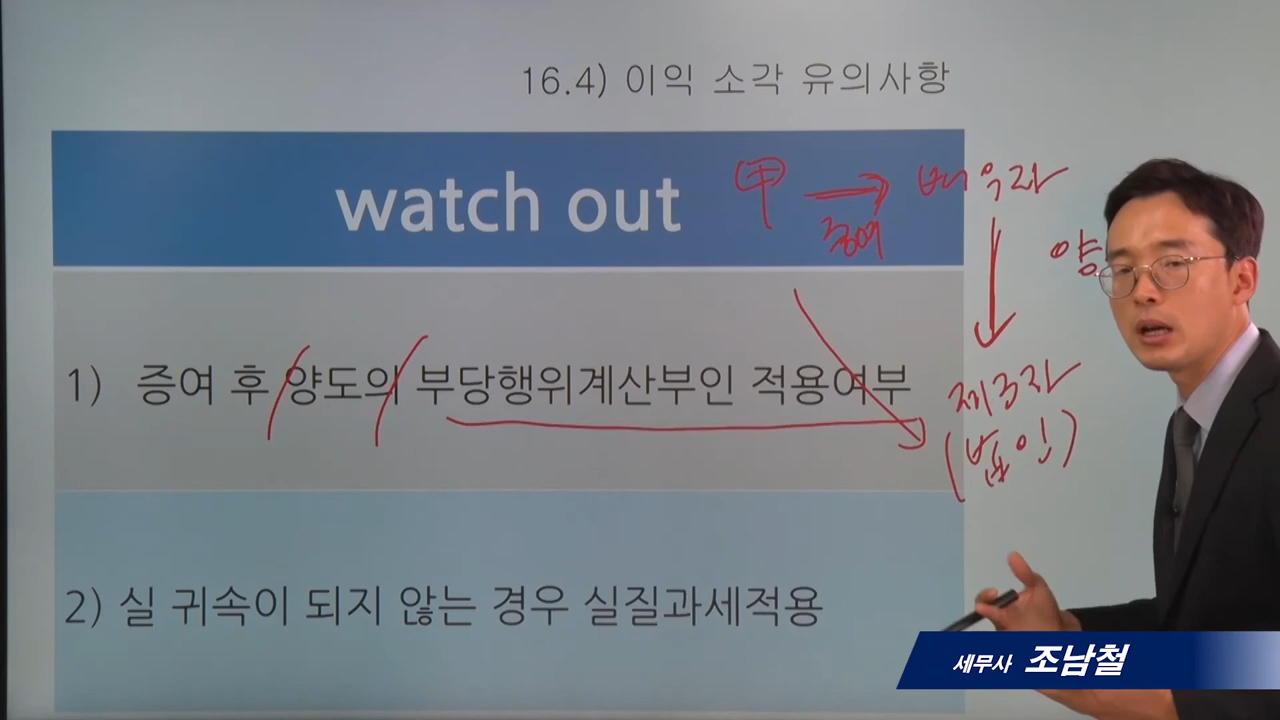 16.4) 이익 소각 유의사항
watch out
甲 → 배우자
증여
양
1) 증여 후 양도의 부당행위계산부인 적용여부
제3자
(법인)
2) 실 귀속이 되지 않는 경우 실질과세적용
세무사 조남철